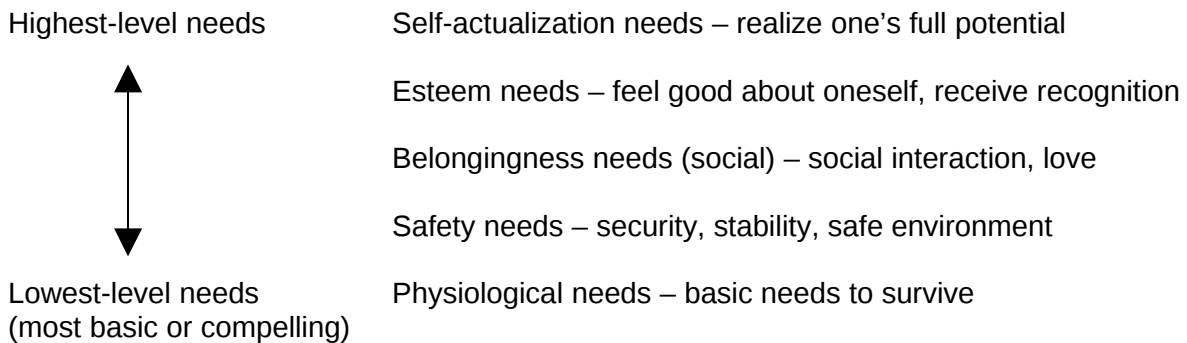 Highest-level needs Self-actualization needs – realize one’s full potential
Esteem needs – feel good about oneself, receive recognition
Belongingness needs (social) – social interaction, love
Safety needs – security, stability, safe environment
Lowest-level needs Physiological needs – basic needs to survive
(most basic or compelling)